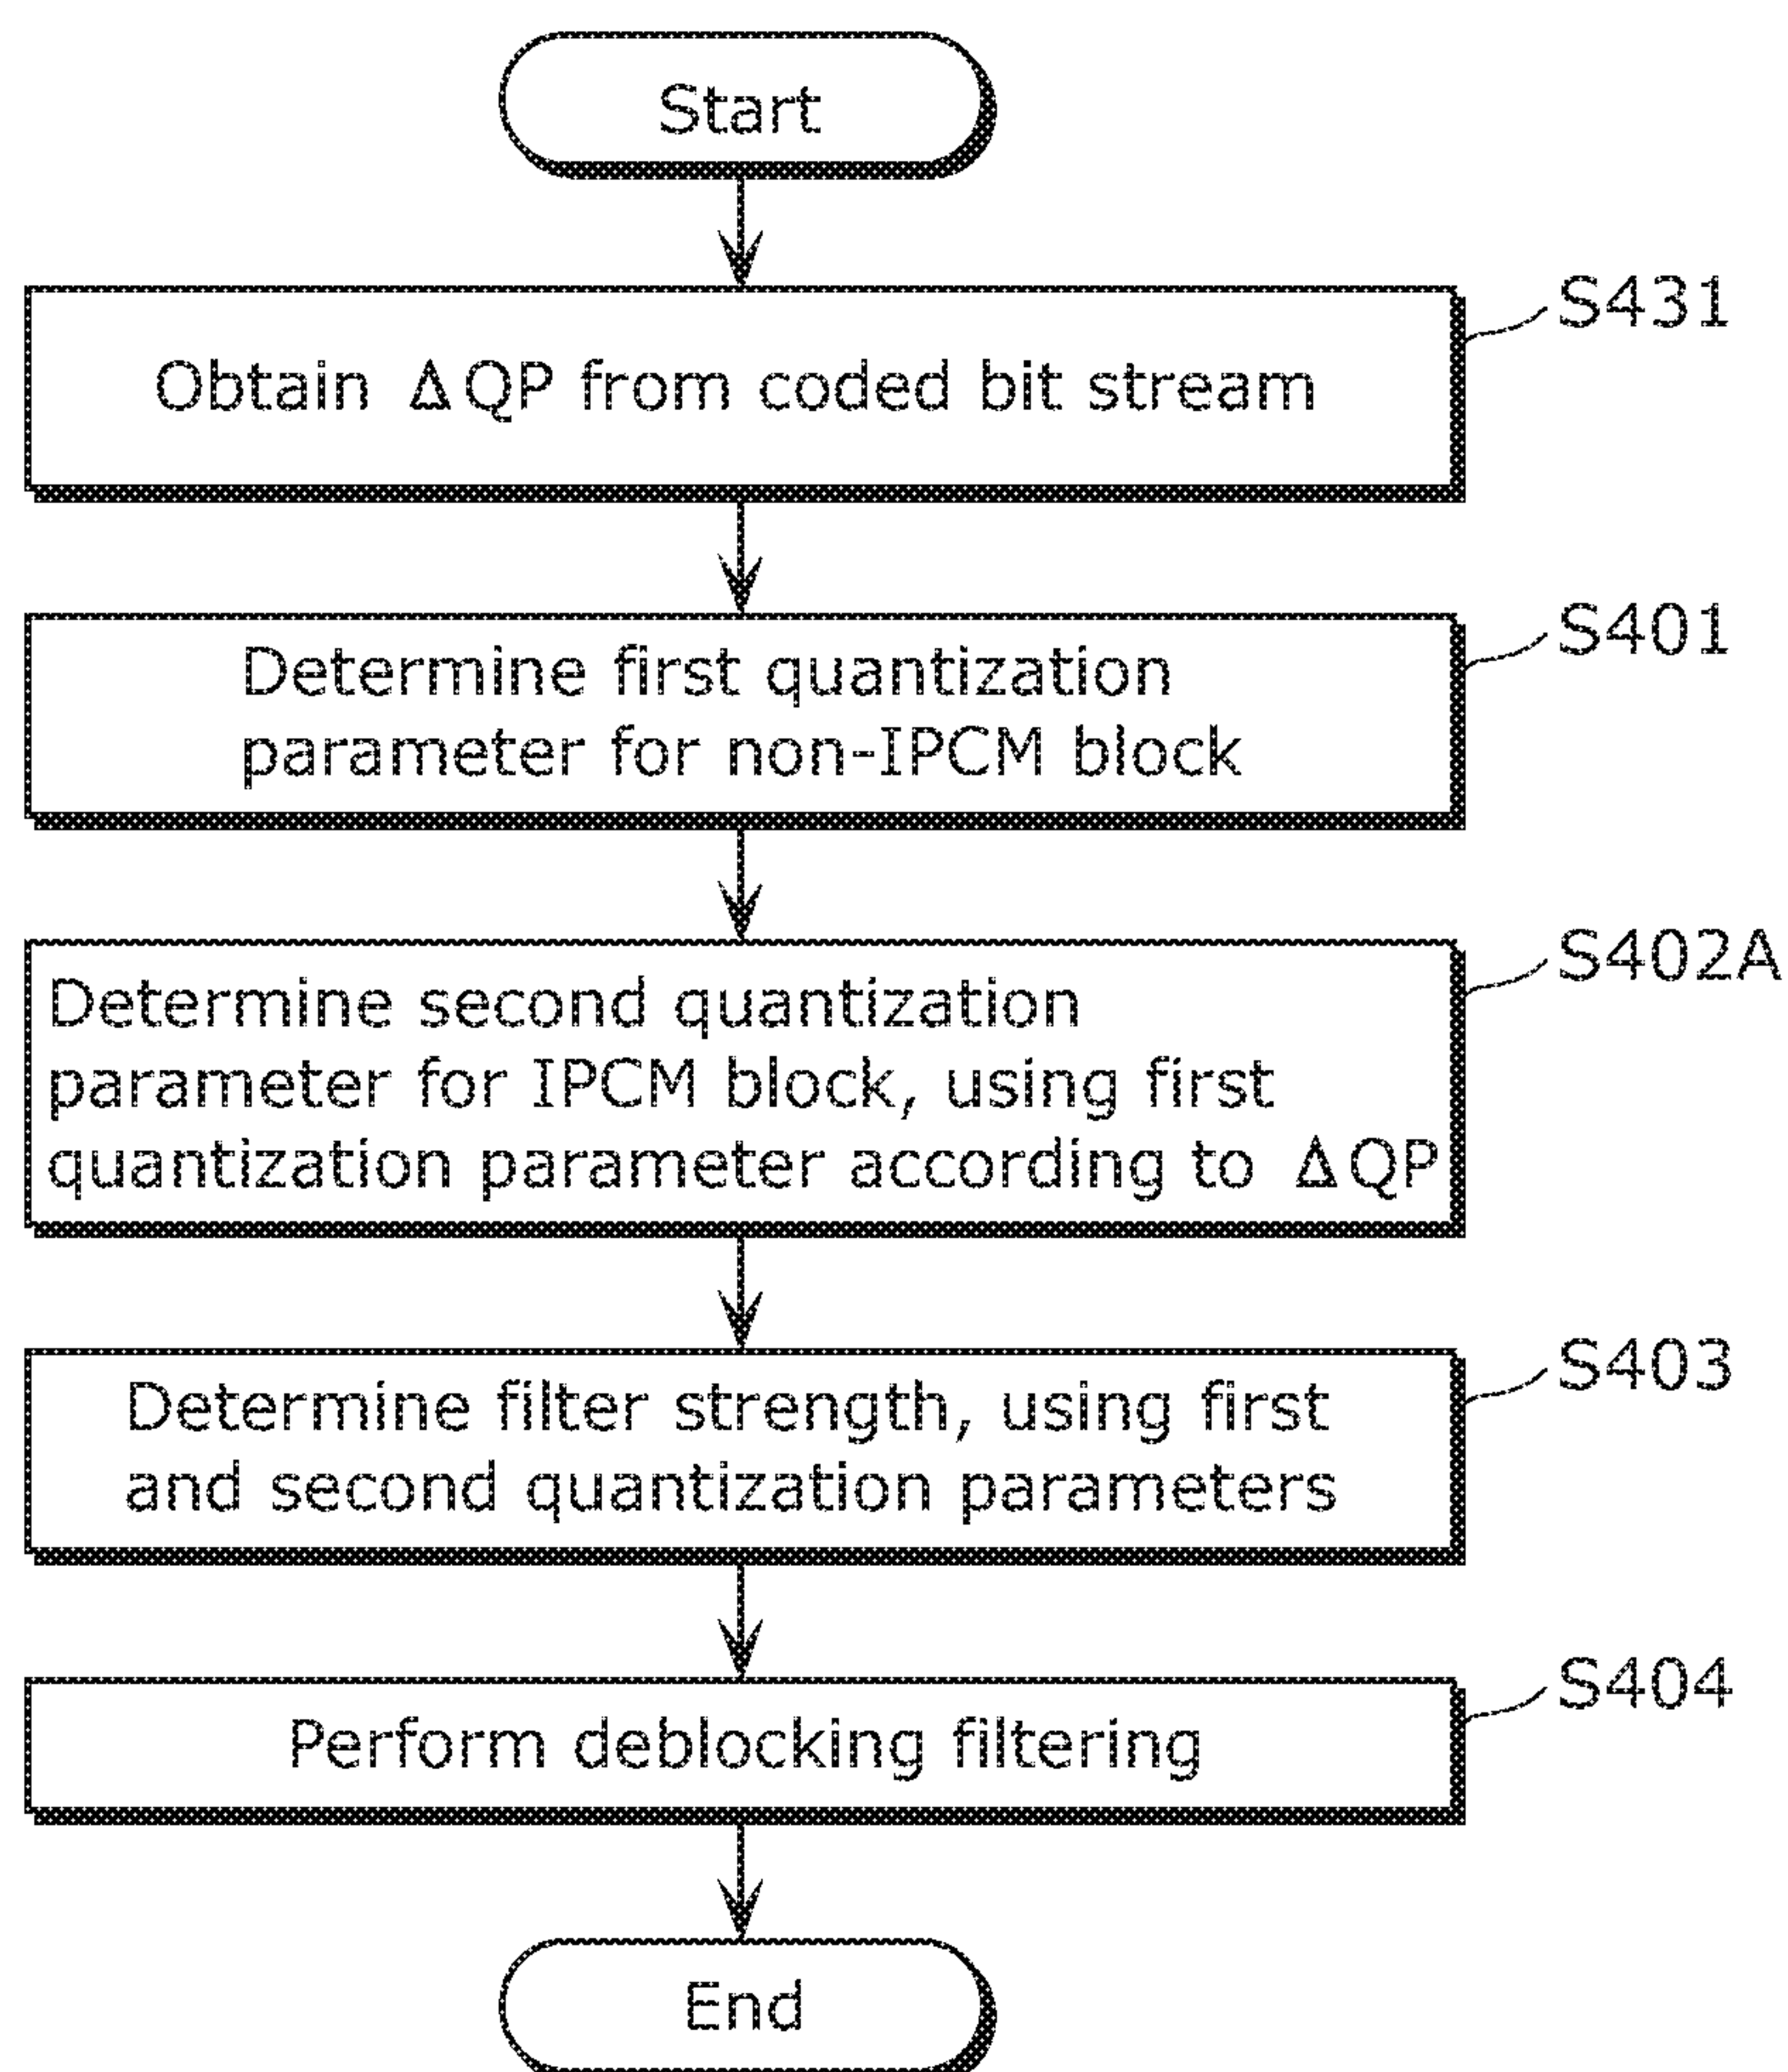 Start
S431
Obtain ΔQP from coded bit stream
S401
Determine first quantization
parameter for non-IPCM block
S402A
Determine second quantization
parameter for IPCM block, using first
quantization parameter according to ΔQP
S403
Determine filter strength, using first
and second quantization parameters
S404
Perform deblocking filtering
End